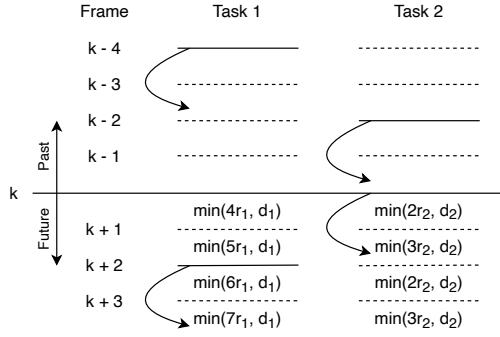 Frame Task 1 Task 2
k - 4
k - 3
k - 2
k - 1
Past
k
Future
min(4r₁, d₁) min(2r₂, d₂)
k + 1
min(5r₁, d₁) min(3r₂, d₂)
k + 2
min(6r₁, d₁) min(2r₂, d₂)
k + 3
min(7r₁, d₁) min(3r₂, d₂)